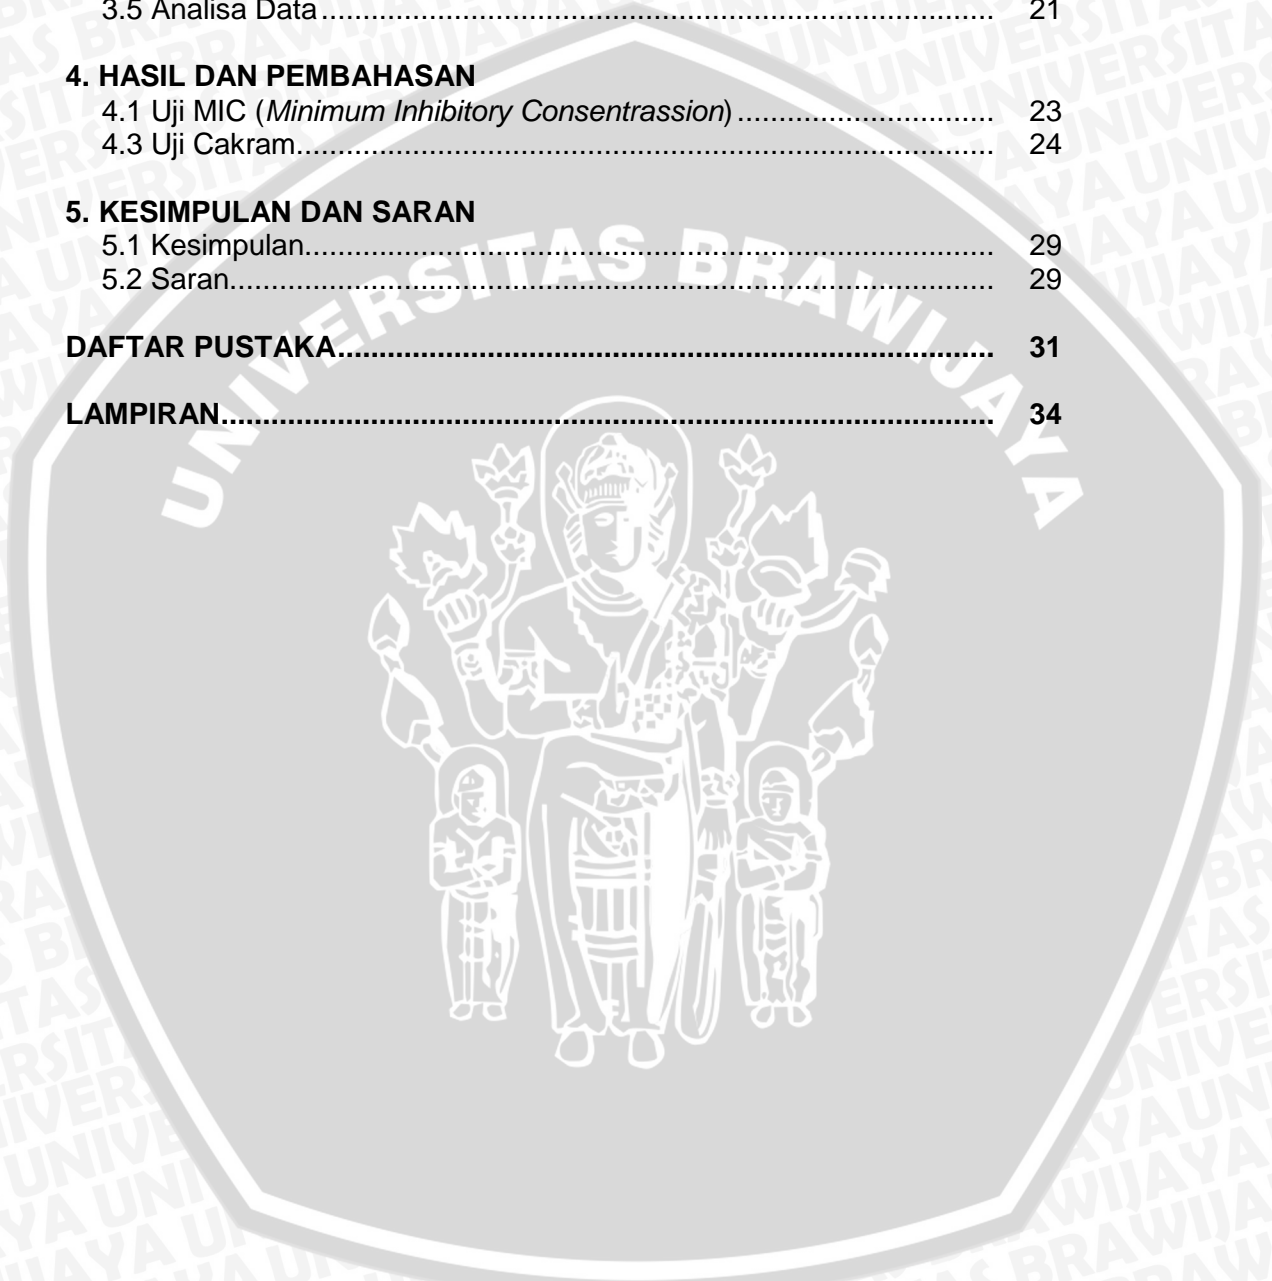 3.5 Analisa Data................................................................................ 21
4. HASIL DAN PEMBAHASAN
4.1 Uji MIC (Minimum Inhibitory Consentrassion)............................... 23
4.3 Uji Cakram.................................................................................... 24
5. KESIMPULAN DAN SARAN
5.1 Kesimpulan................................................................................... 29
5.2 Saran............................................................................................ 29
DAFTAR PUSTAKA............................................................................... 31
LAMPIRAN............................................................................................. 34
UNIVERSITAS BRAWIJAYA